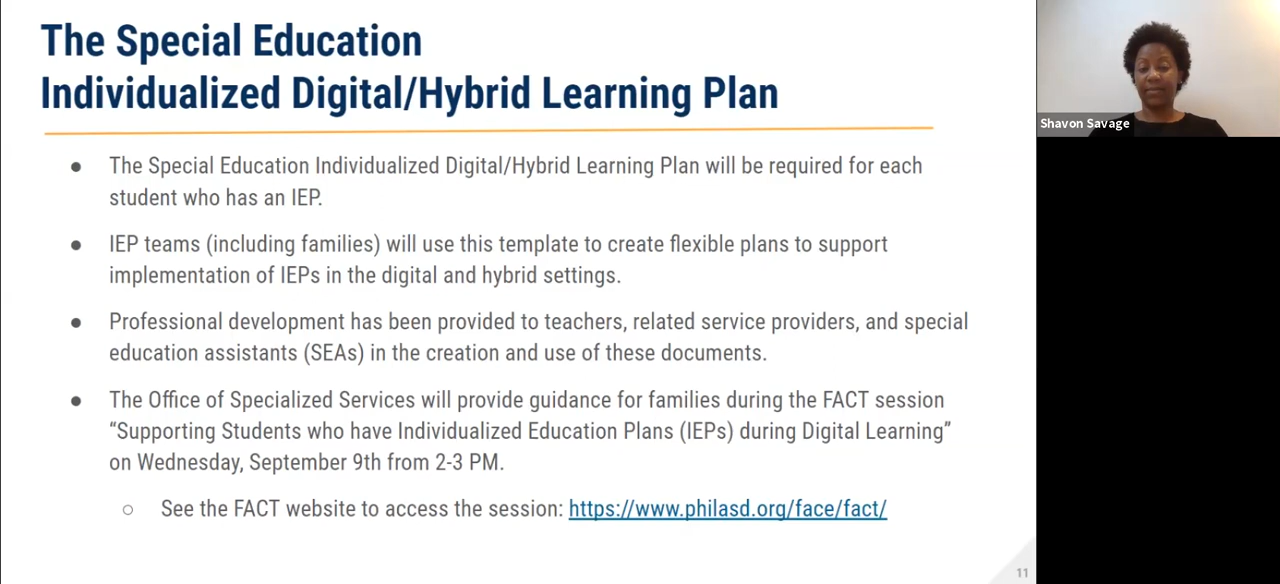 The Special Education
Individualized Digital/Hybrid Learning Plan
Shavon Savage
● The Special Education Individualized Digital/Hybrid Learning Plan will be required for each
student who has an IEP.
● IEP teams (including families) will use this template to create flexible plans to support
implementation of IEPs in the digital and hybrid settings.
● Professional development has been provided to teachers, related service providers, and special
education assistants (SEAs) in the creation and use of these documents.
● The Office of Specialized Services will provide guidance for families during the FACT session
“Supporting Students who have Individualized Education Plans (IEPs) during Digital Learning”
on Wednesday, September 9th from 2-3 PM.
○ See the FACT website to access the session: https://www.philasd.org/face/fact/
11